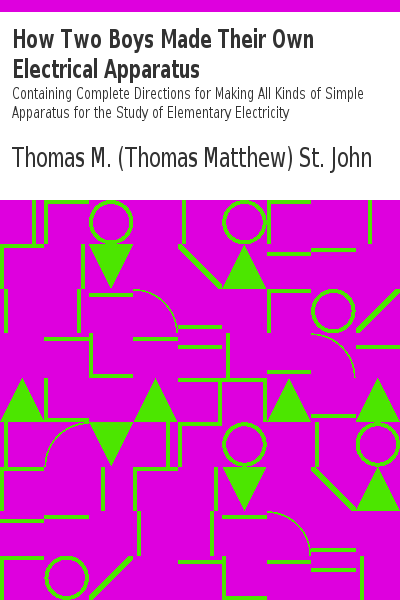 How Two Boys Made Their Own
Electrical Apparatus
Containing Complete Directions for Making All Kinds of Simple
Apparatus for the Study of Elementary Electricity
Thomas M. (Thomas Matthew) St. John